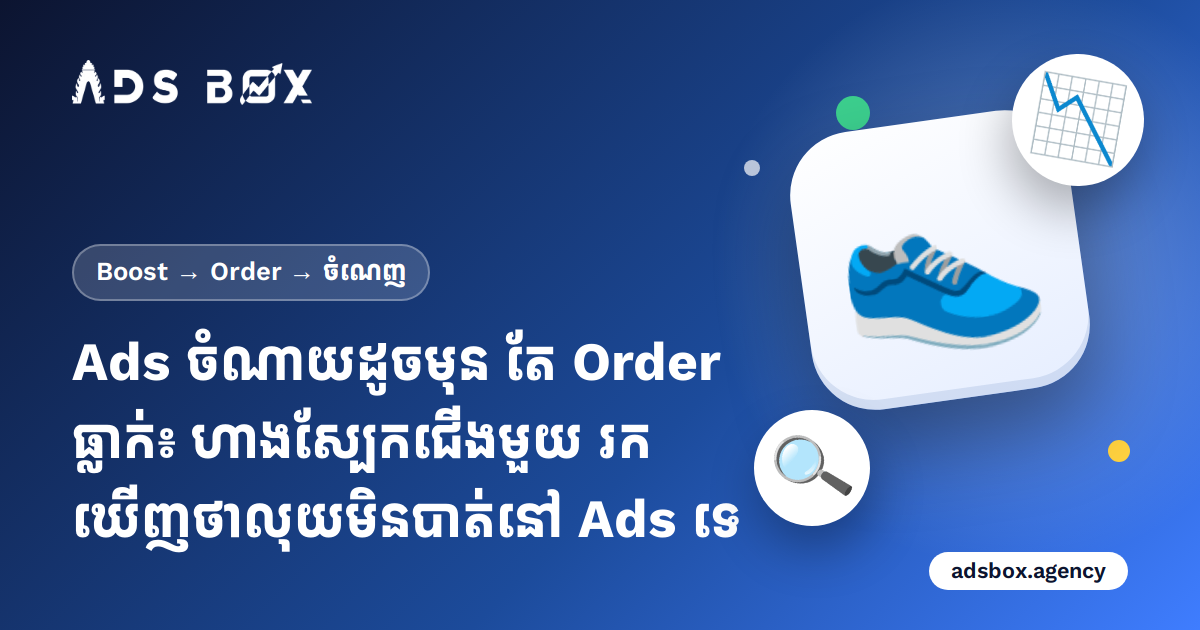 ADS BOX
Boost → Order → ចំណេញ
Ads ចំណាយដូចមុន តែ Order
ធ្លាក់៖ ហាងស្បែកជើងមួយ រក
ឃើញថាលុយមិនបាត់នៅ Ads ទេ
adsbox.agency